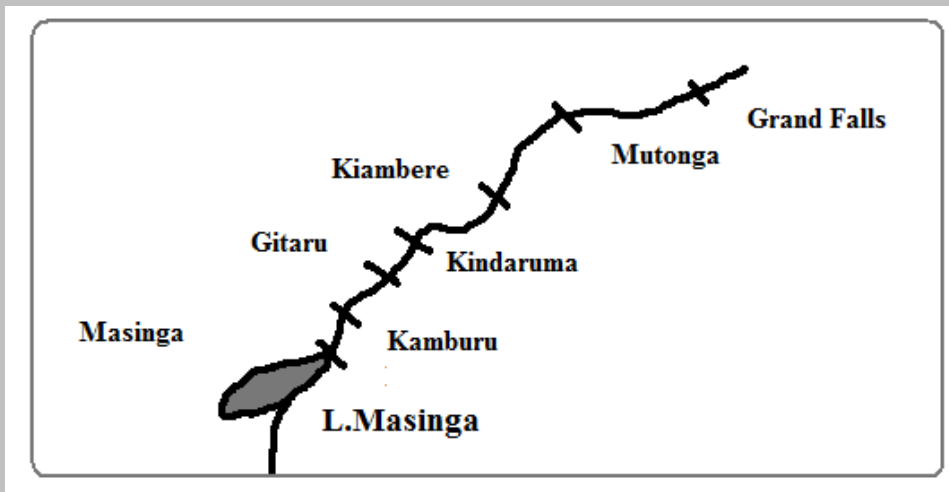 Grand Falls
Mutonga
Kiambere
Gitaru
Kindaruma
Masinga
Kamburu
L.Masinga